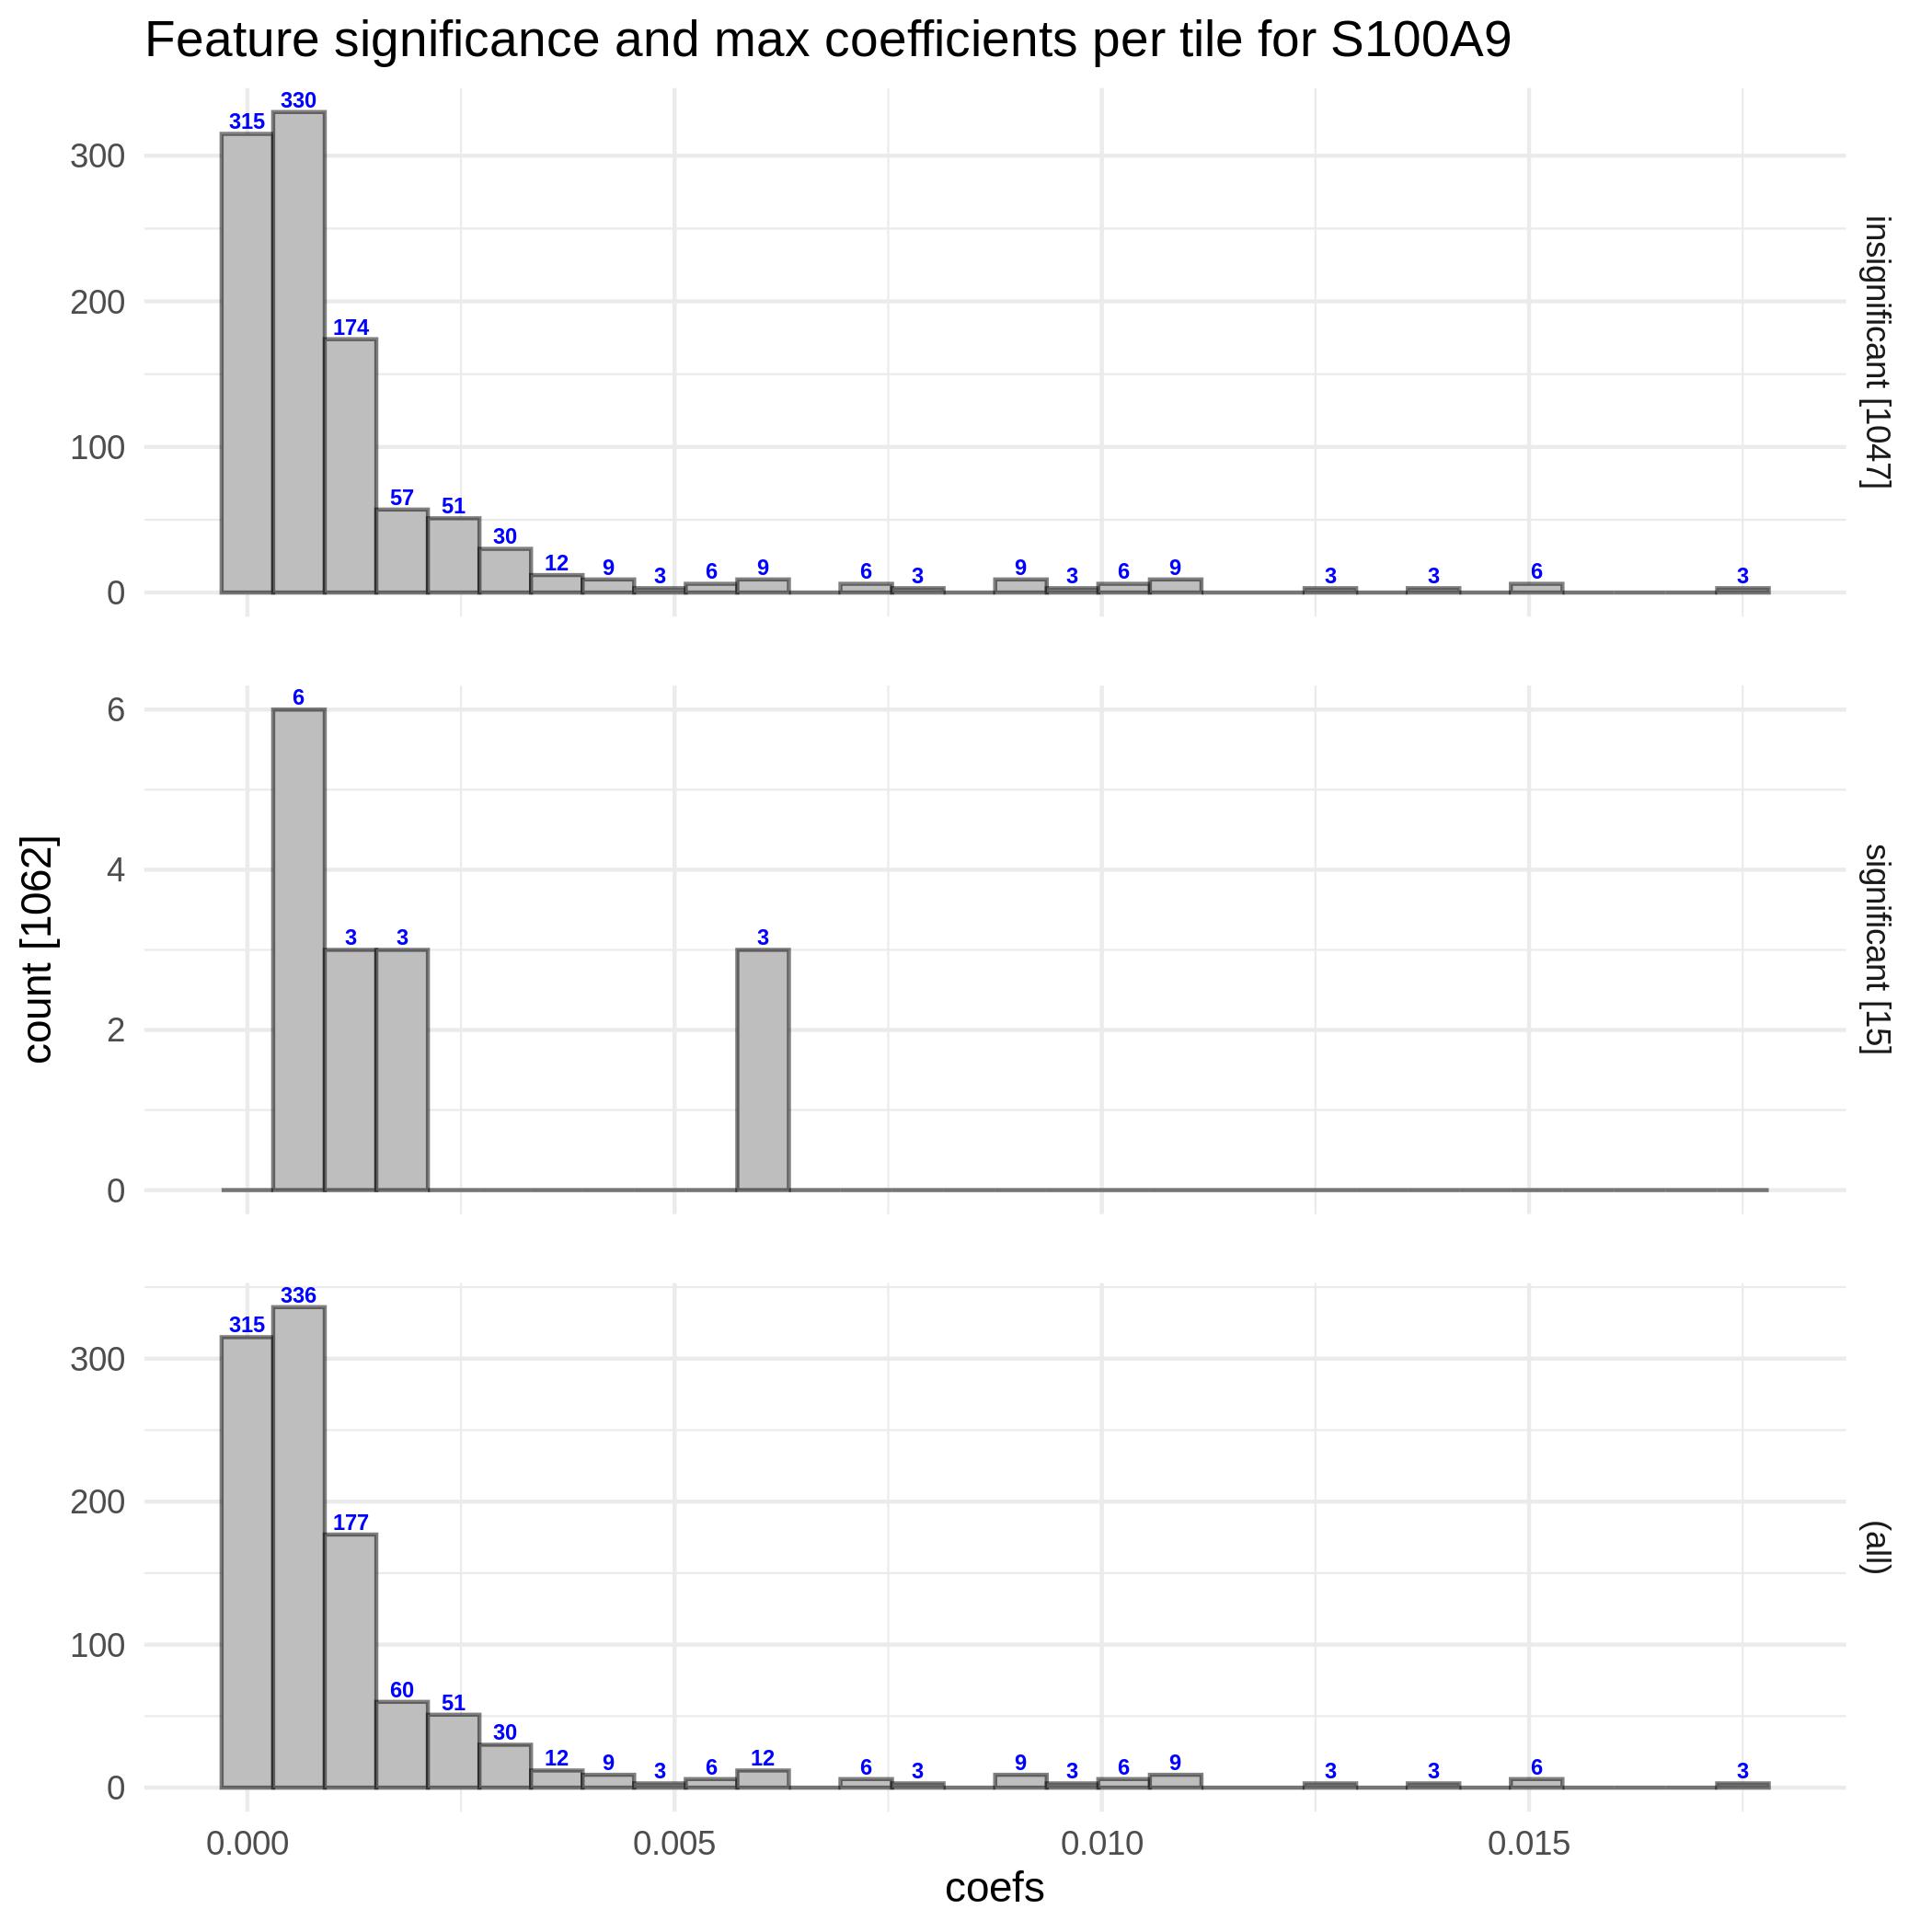 Feature significance and max coefficients per tile for S100A9
count [1062]
300
200
100
0
315 330 174 57 51 30 12 9 3 6 9 6 3 9 3 6 9 3 3 6 3
insignificant [1047]
6
4
2
0
6 3 3 3
significant [15]
300
200
100
0
315 336 177 60 51 30 12 9 3 6 12 6 3 9 3 6 9 3 3 6 3
(all)
0.000 0.005 0.010 0.015
coefs